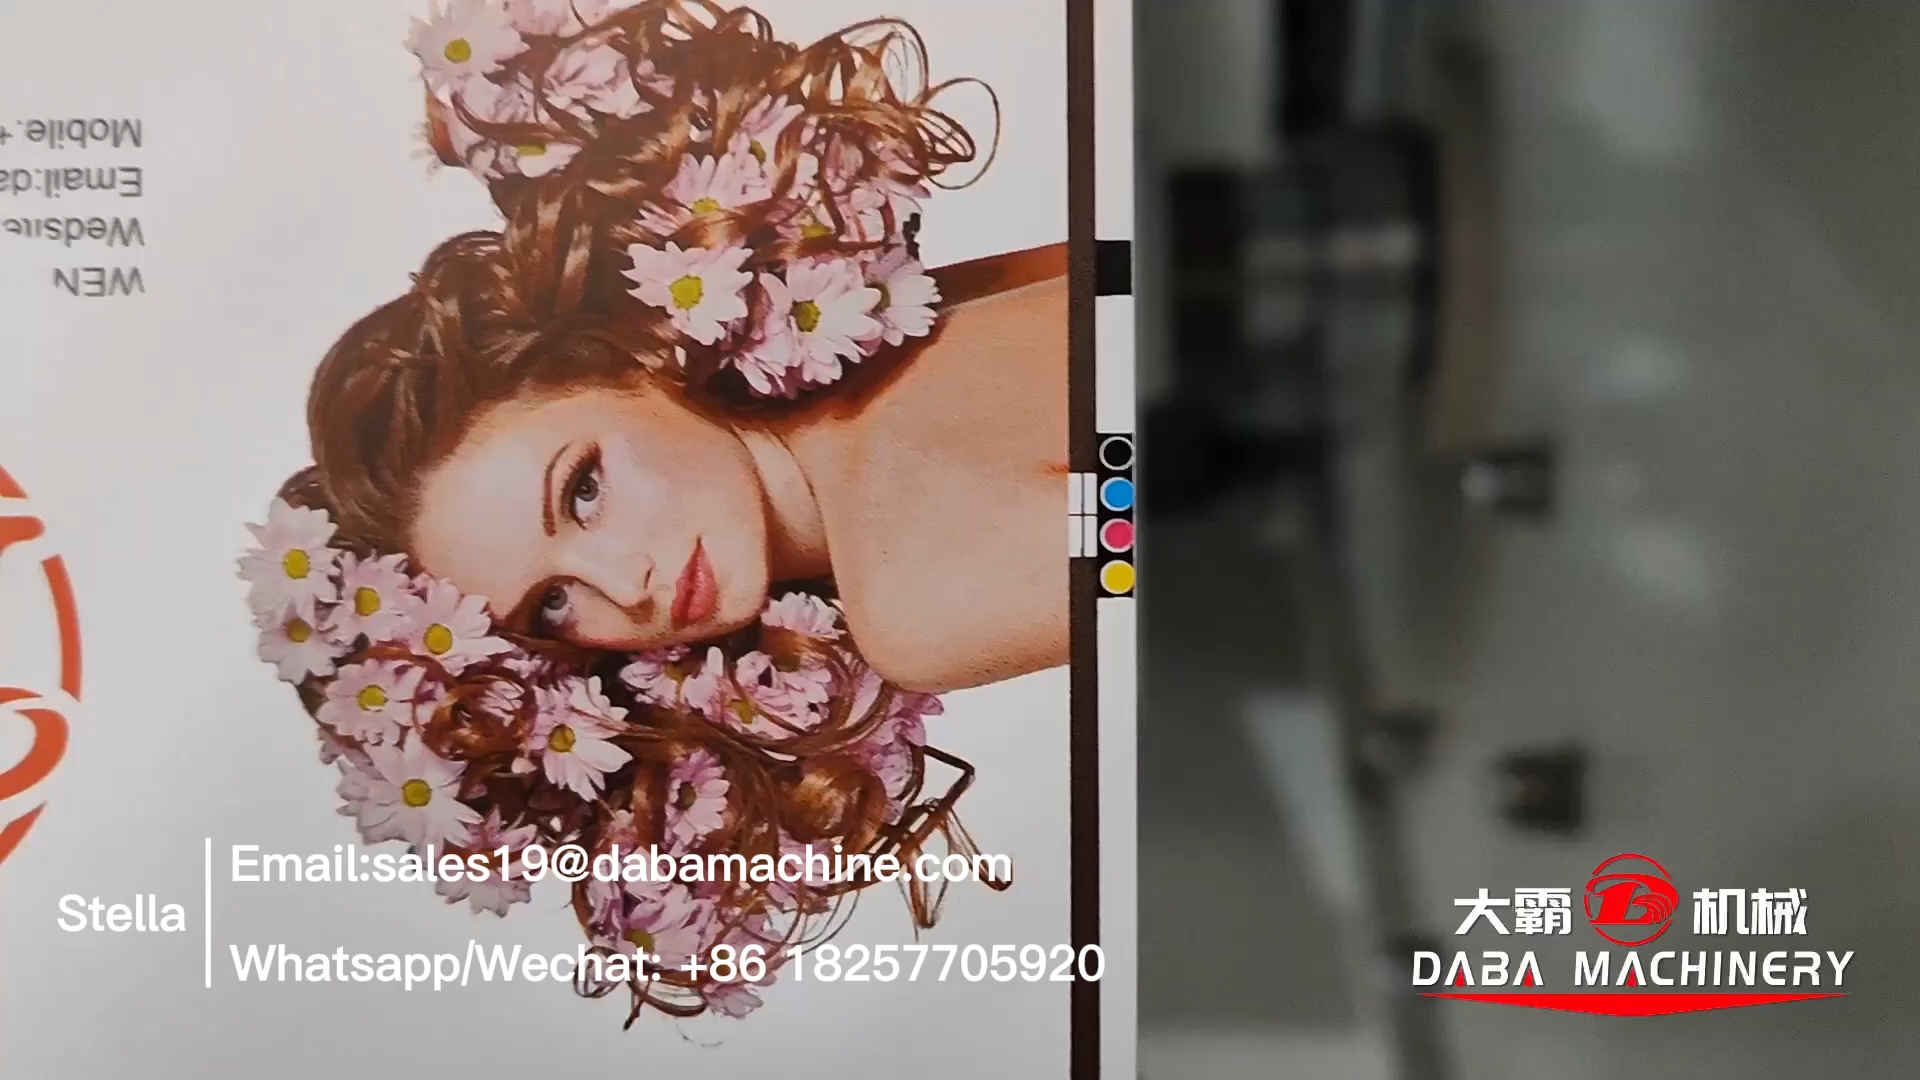 Mobile.+
Email:da
Wedsite.
WEN
Stella
Email:sales19@dabamachine.com
Whatsapp/Wechat: +86 18257705920
大霸 机械
DABA MACHINERY